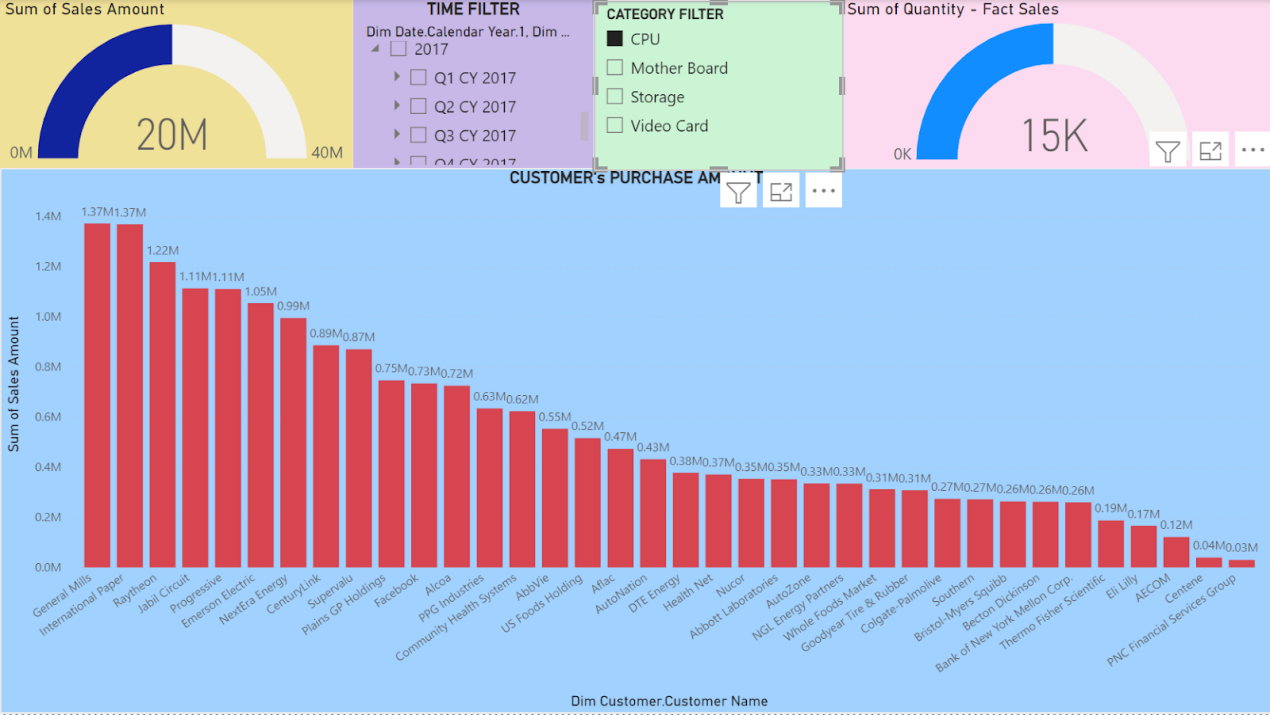 Sum of Sales Amount
20M
0M
40M
TIME FILTER
Dim Date.Calendar Year.1, Dim ...
2017
Q1 CY 2017
Q2 CY 2017
Q3 CY 2017
Q4 CY 2017
CATEGORY FILTER
CPU
Mother Board
Storage
Video Card
Sum of Quantity - Fact Sales
15K
0K
CUSTOMER's PURCHASE AM
T
Sum of Sales Amount
1.4M
1.2M
1.0M
0.8M
0.6M
0.4M
0.2M
0.0M
1.37M 1.37M 1.22M 1.11M 1.11M 1.05M 0.99M 0.89M 0.87M 0.75M 0.73M 0.72M 0.63M 0.62M 0.55M 0.52M 0.47M 0.43M 0.38M 0.37M 0.35M 0.35M 0.33M 0.33M 0.31M 0.31M 0.27M 0.27M 0.26M 0.26M 0.26M 0.19M 0.17M 0.12M 0.04M 0.03M
General Mills
International Paper
Raytheon
Jabil Circuit
Progressive
Emerson Electric
NextEra Energy
CenturyLink
Supervalu
Plains GP Holdings
Facebook
Alcoa
PPG Industries
Community Health Systems
AbbVie
US Foods Holding
Aflac
AutoNation
DTE Energy
Health Net
Nucor
Abbott Laboratories
AutoZone
NGL Energy Partners
Whole Foods Market
Goodyear Tire & Rubber
Colgate-Palmolive
Southern
Bristol-Myers Squibb
Becton Dickinson
Bank of New York Mellon Corp.
Thermo Fisher Scientific
Eli Lilly
AECOM
Centene
PNC Financial Services Group
Dim Customer.Customer Name